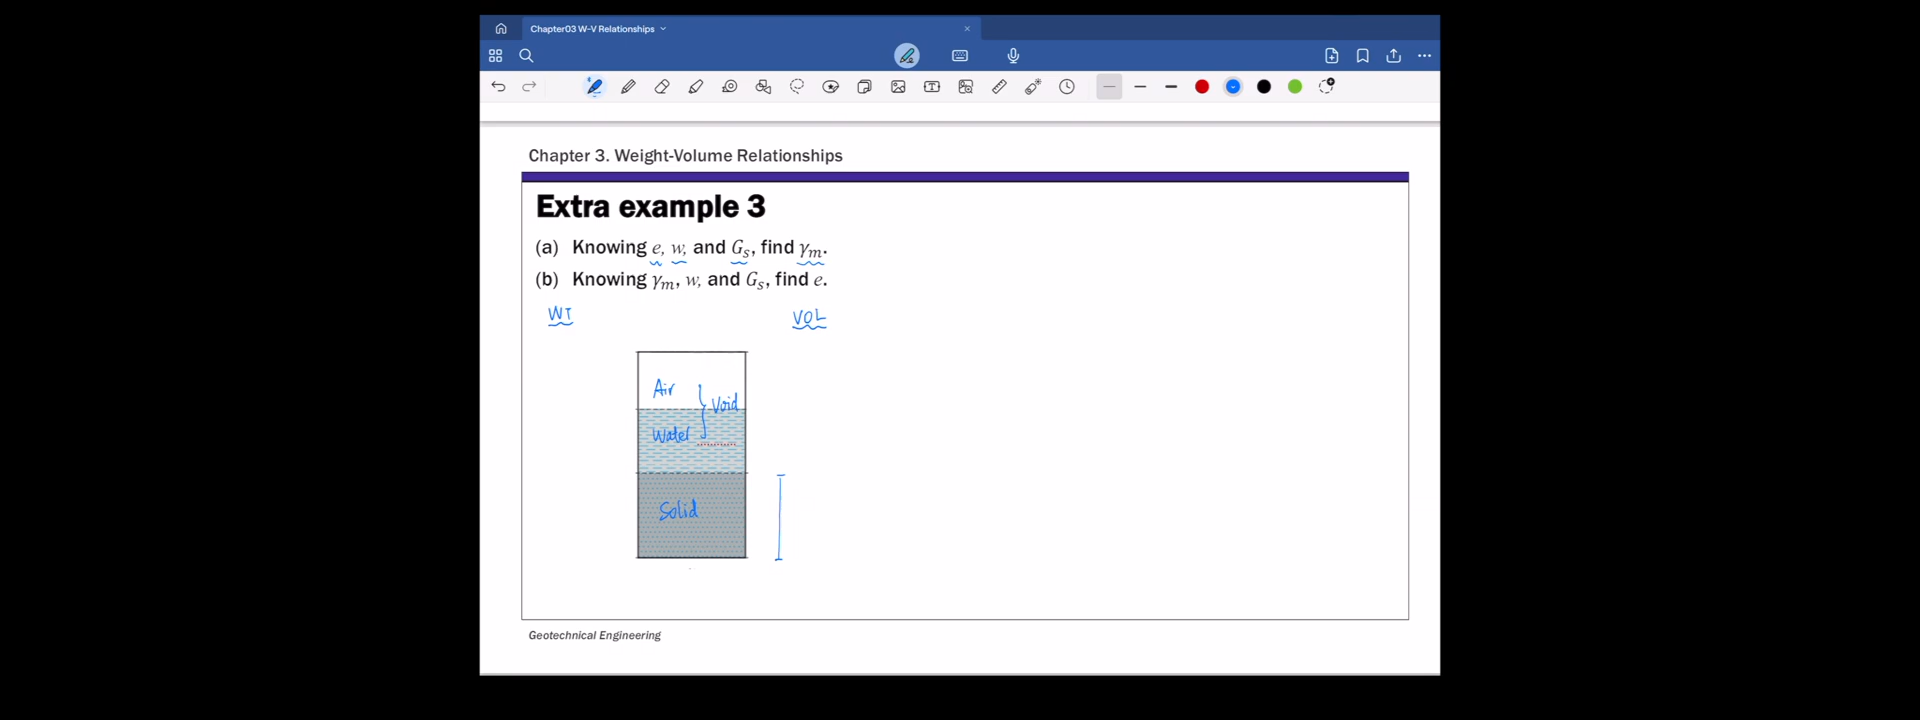 Chapter03 W-V Relationships
Chapter 3. Weight-Volume Relationships
Extra example 3
(a) Knowing e, w, and Gₛ, find γₘ.
(b) Knowing γₘ, w, and Gₛ, find e.
WT
VOL
Air
Void
Water
Solid
Geotechnical Engineering